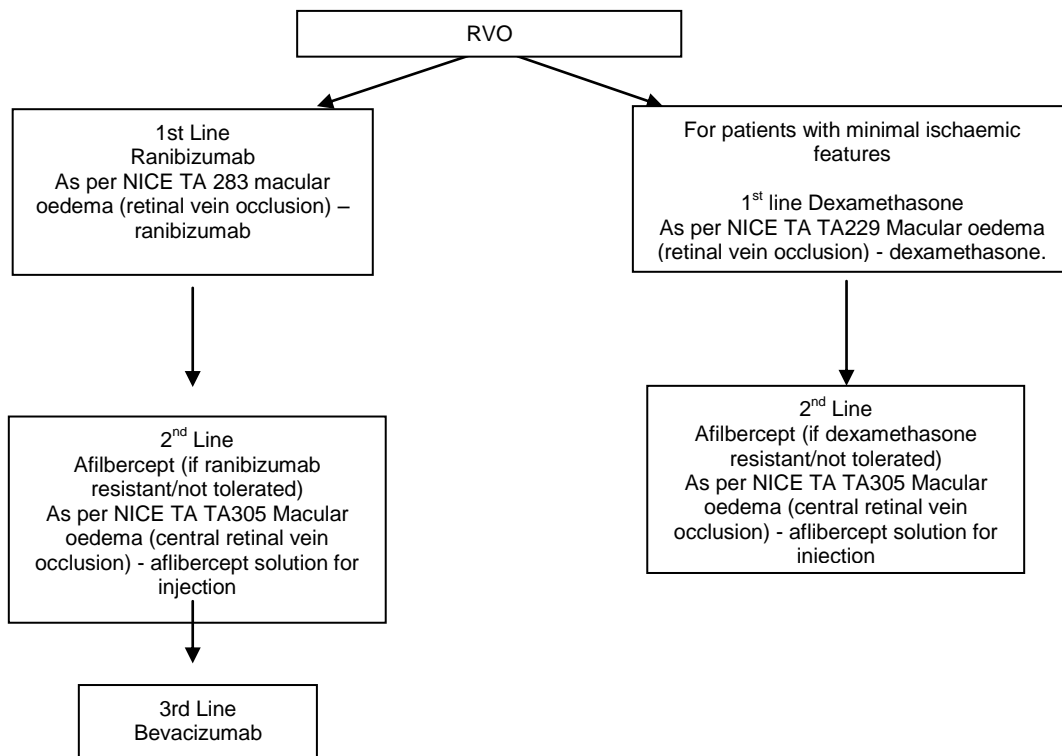 RVO
1st Line
Ranibizumab
As per NICE TA 283 macular
oedema (retinal vein occlusion) –
ranibizumab
For patients with minimal ischaemic
features
1st line Dexamethasone
As per NICE TA TA229 Macular oedema
(retinal vein occlusion) - dexamethasone.
2nd Line
Afilbercept (if ranibizumab
resistant/not tolerated)
As per NICE TA TA305 Macular
oedema (central retinal vein
occlusion) - aflibercept solution for
injection
2nd Line
Afilbercept (if dexamethasone
resistant/not tolerated)
As per NICE TA TA305 Macular
oedema (central retinal vein
occlusion) - aflibercept solution for
injection
3rd Line
Bevacizumab